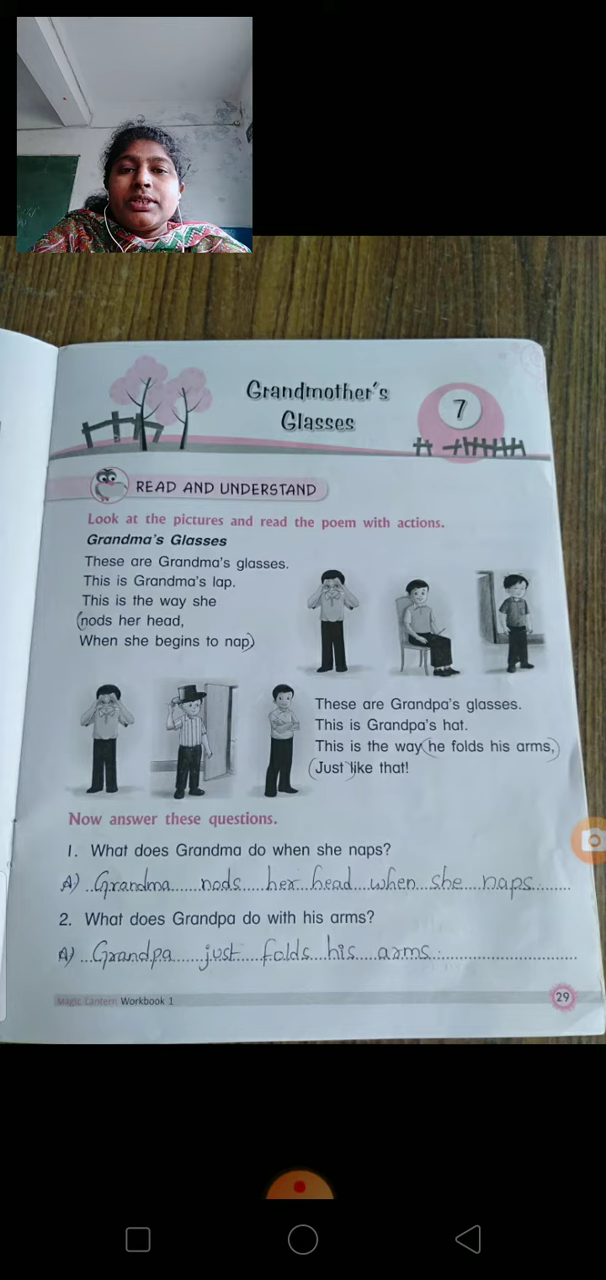 Grandmother's
Glasses
7
READ AND UNDERSTAND
Look at the pictures and read the poem with actions.
Grandma's Glasses
These are Grandma's glasses.
This is Grandma's lap.
This is the way she
(nods her head,
When she begins to nap)
These are Grandpa's glasses.
This is Grandpa's hat.
This is the way (he folds his arms,)
(Just like that!
Now answer these questions.
1. What does Grandma do when she naps?
A) Grandma nods her head when she naps.
2. What does Grandpa do with his arms?
A) Grandpa just folds his arms.
Magic Lantern Workbook 1
29